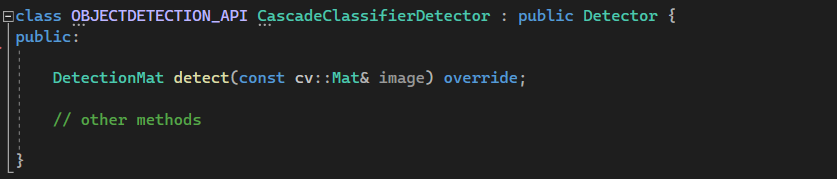 class OBJECTDETECTION_API CascadeClassifierDetector : public Detector {
public:
DetectionMat detect(const cv::Mat& image) override;
// other methods
}